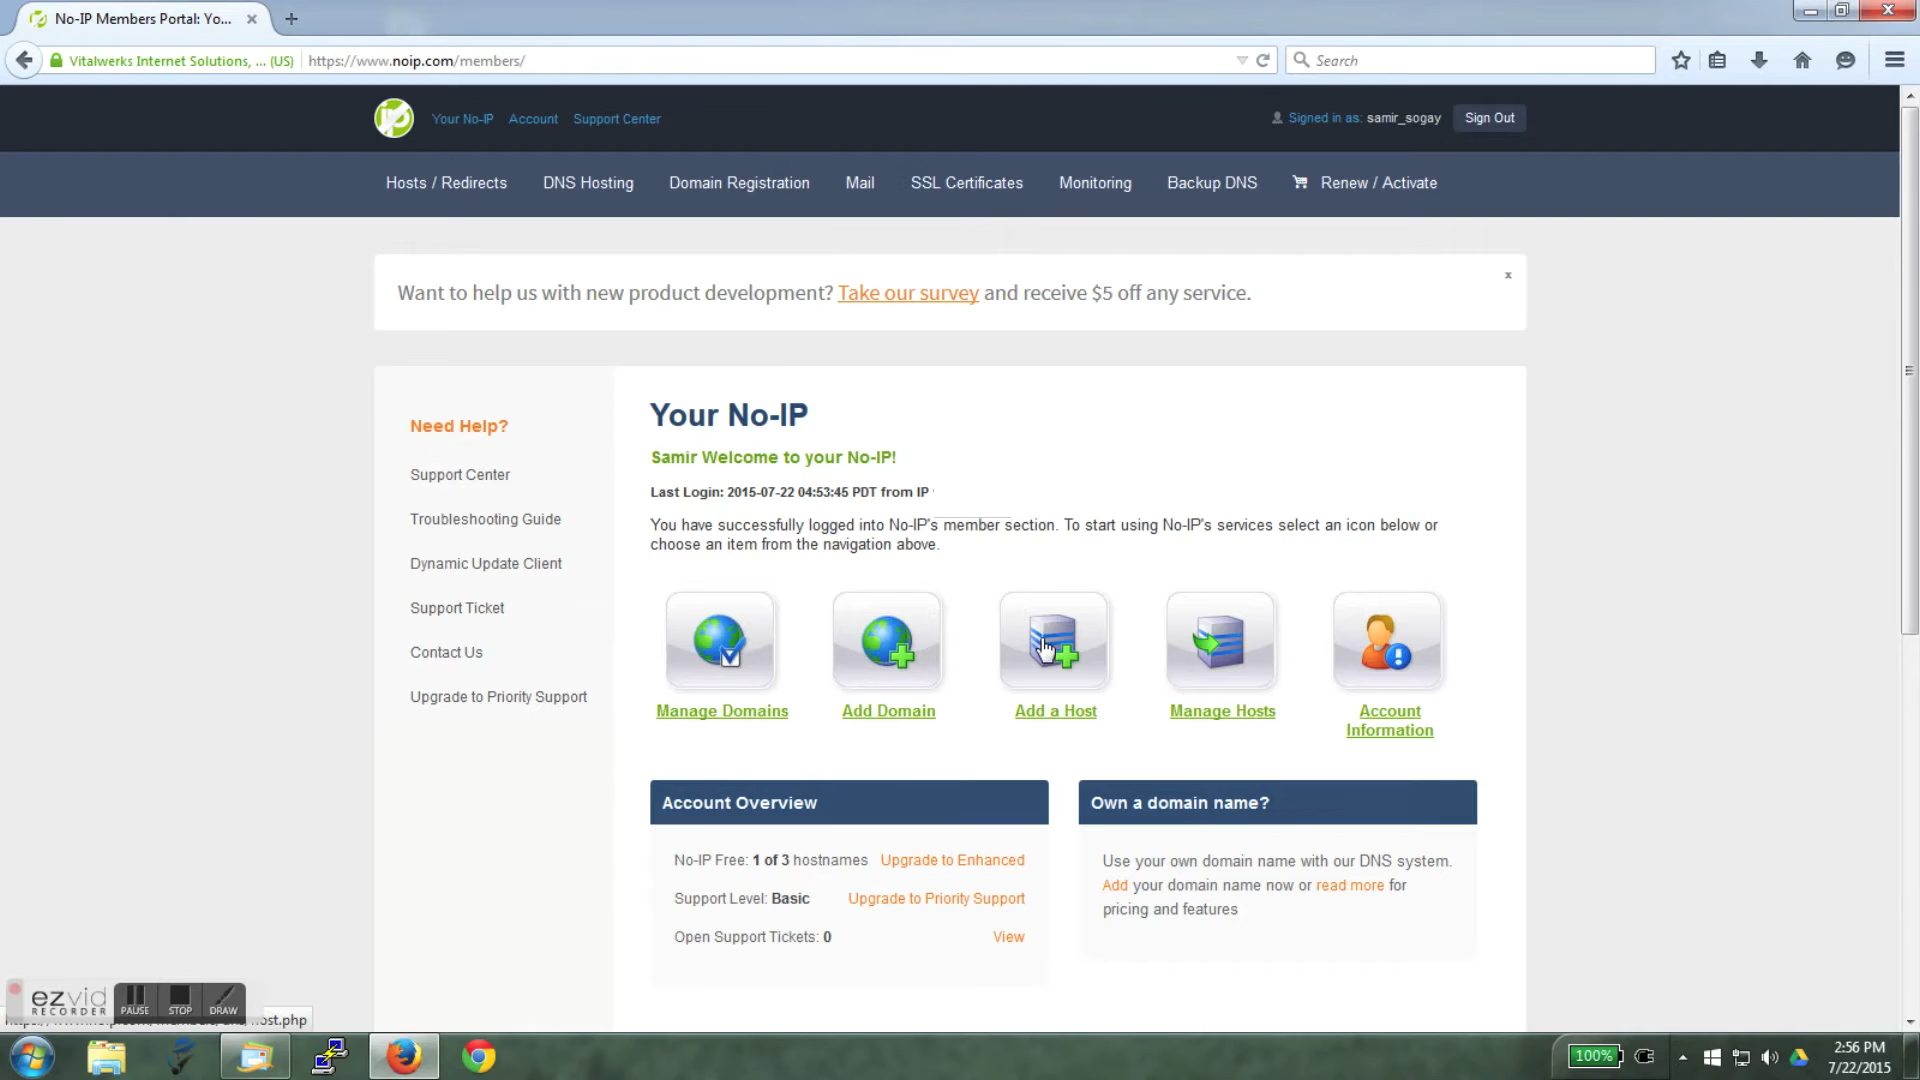 No-IP Members Portal: Yo...
Vitalwerks Internet Solutions, ... (US)
https://www.noip.com/members/
Search
Your No-IP
Account
Support Center
Signed in as: samir_sogay
Sign Out
Hosts / Redirects
DNS Hosting
Domain Registration
Mail
SSL Certificates
Monitoring
Backup DNS
Renew / Activate
Want to help us with new product development? Take our survey and receive $5 off any service.
x
Need Help?
Support Center
Troubleshooting Guide
Dynamic Update Client
Support Ticket
Contact Us
Upgrade to Priority Support
Your No-IP
Samir Welcome to your No-IP!
Last Login: 2015-07-22 04:53:45 PDT from IP
You have successfully logged into No-IP's member section. To start using No-IP's services select an icon below or
choose an item from the navigation above.
Manage Domains
Add Domain
Add a Host
Manage Hosts
Account
Information
Account Overview
No-IP Free: 1 of 3 hostnames Upgrade to Enhanced
Support Level: Basic Upgrade to Priority Support
Open Support Tickets: 0 View
Own a domain name?
Use your own domain name with our DNS system.
Add your domain name now or read more for
pricing and features
ezvid
RECORDER
PAUSE
STOP
DRAW
host.php
100%
2:56 PM
7/22/2015